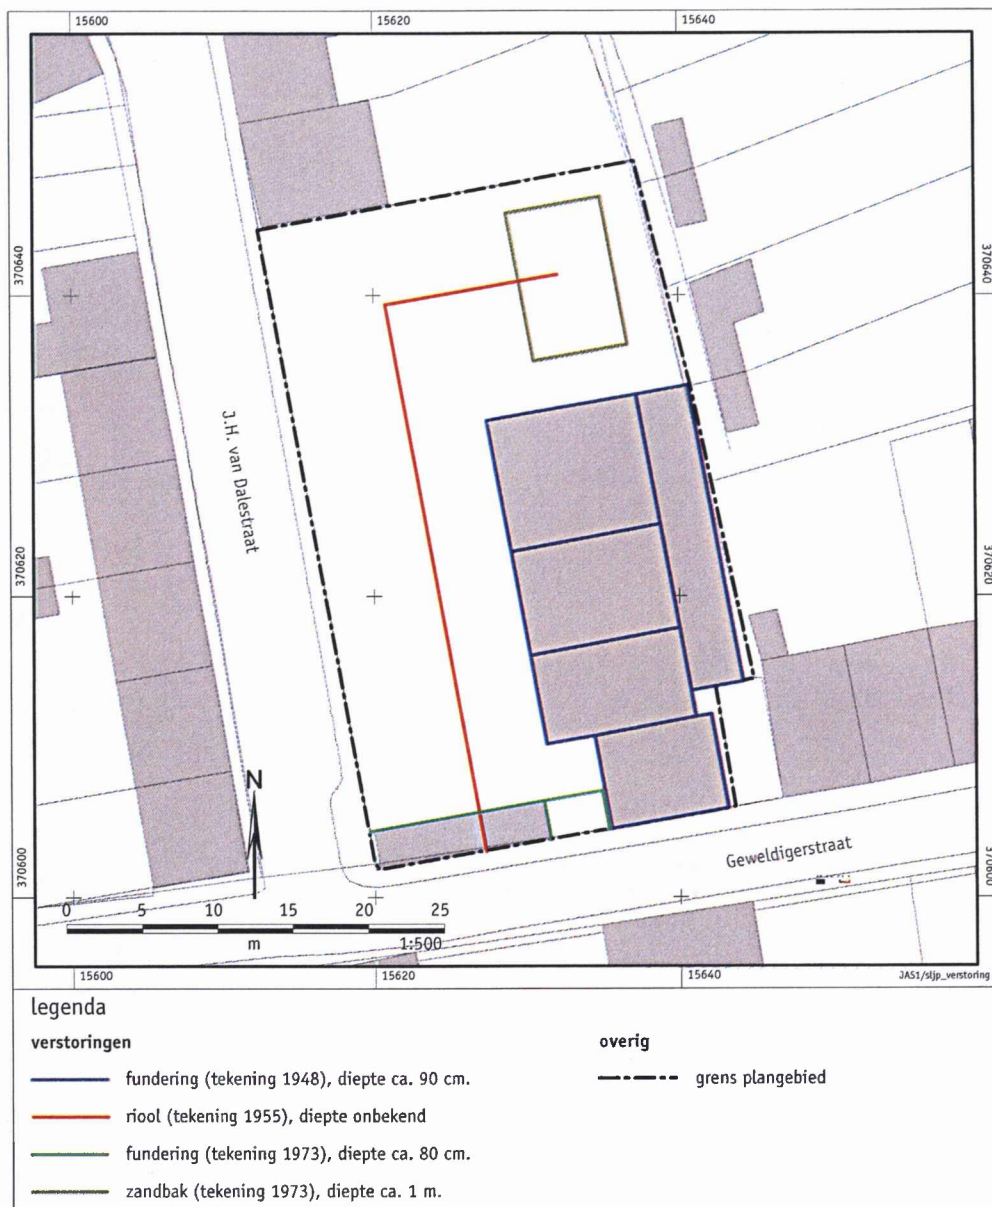 15600 15620 15640
370640 370640
J.H. van Dalestraat
370620 370620
N
Geweldigerstraat
370600 370600
0 5 10 15 20 25
m 1:500
15600 15620 15640
JAS1/sljp_verstoring
legenda
verstoringen overig
fundering (tekening 1948), diepte ca. 90 cm. grens plangebied
riool (tekening 1955), diepte onbekend
fundering (tekening 1973), diepte ca. 80 cm.
zandbak (tekening 1973), diepte ca. 1 m.